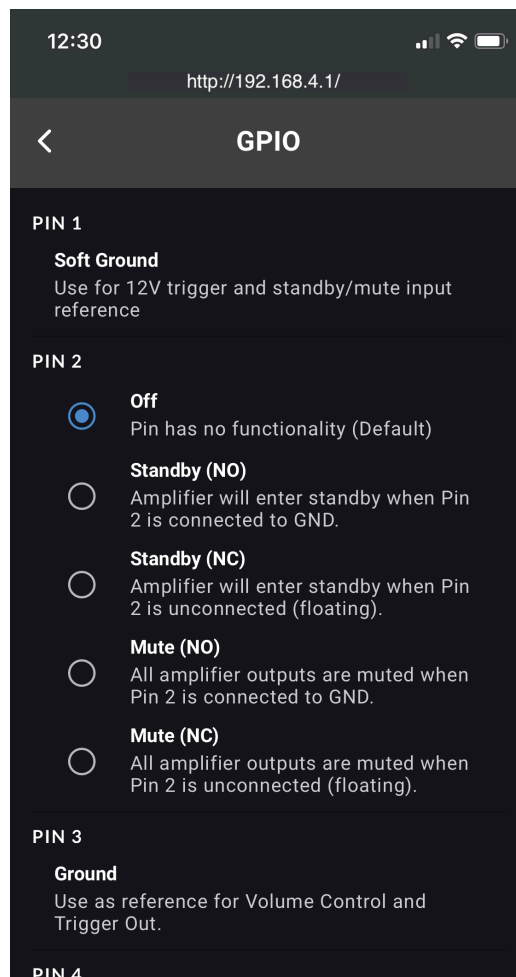 12:30
http://192.168.4.1/
GPIO
PIN 1
Soft Ground
Use for 12V trigger and standby/mute input
reference
PIN 2
Off
Pin has no functionality (Default)
Standby (NO)
Amplifier will enter standby when Pin
2 is connected to GND.
Standby (NC)
Amplifier will enter standby when Pin
2 is unconnected (floating).
Mute (NO)
All amplifier outputs are muted when
Pin 2 is connected to GND.
Mute (NC)
All amplifier outputs are muted when
Pin 2 is unconnected (floating).
PIN 3
Ground
Use as reference for Volume Control and
Trigger Out.
PIN 4